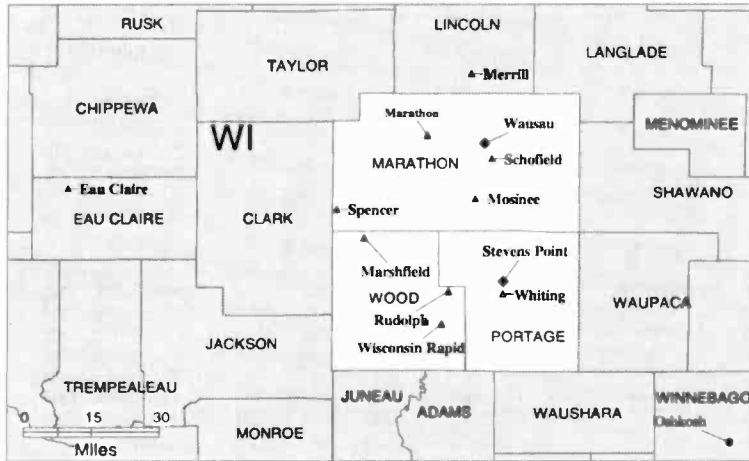 RUSK
LINCOLN
TAYLOR
LANGLADE
Merrill
CHIPPEWA
Marathon
Wausau
MENOMINEE
WI
MARATHON
Schofield
Eau Claire
SHAWANO
EAU CLAIRE
CLARK
Spencer
Mosinee
Stevens Point
Marshfield
WOOD
Whiting
WAUPACA
Rudolph
PORTAGE
JACKSON
Wisconsin Rapid
TREMPEALEAU
JUNEAU
ADAMS
WAUSHARA
WINNEBAGO
0 15 30
Miles
MONROE
Oshkosh